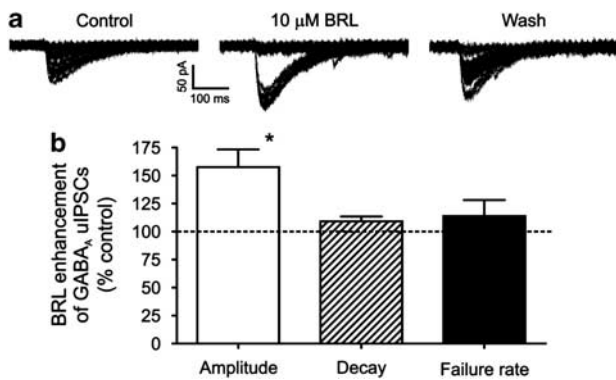 a
Control
10 µM BRL
Wash
50 pA
100 ms
b
BRL enhancement
of GABAA uIPSCs
(% control)
175
150
125
100
75
50
25
0
*
Amplitude
Decay
Failure rate